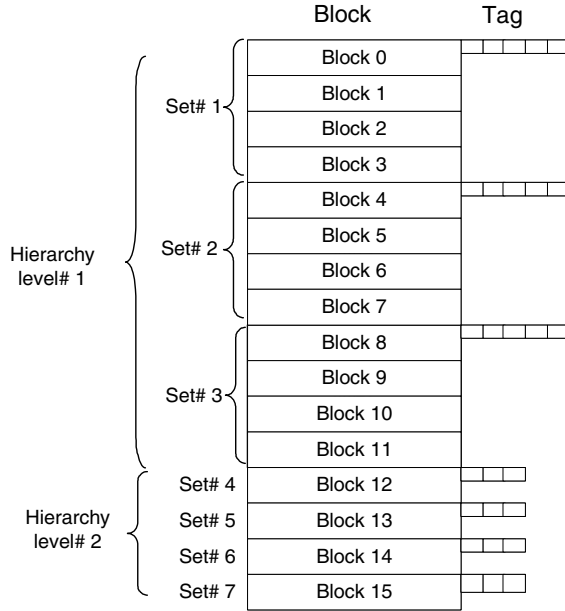 Block Tag
Block 0
Block 1
Set# 1
Block 2
Block 3
Block 4
Block 5
Set# 2
Hierarchy
level# 1
Block 6
Block 7
Block 8
Block 9
Set# 3
Block 10
Block 11
Set# 4 Block 12
Hierarchy
level# 2
Set# 5 Block 13
Set# 6 Block 14
Set# 7 Block 15